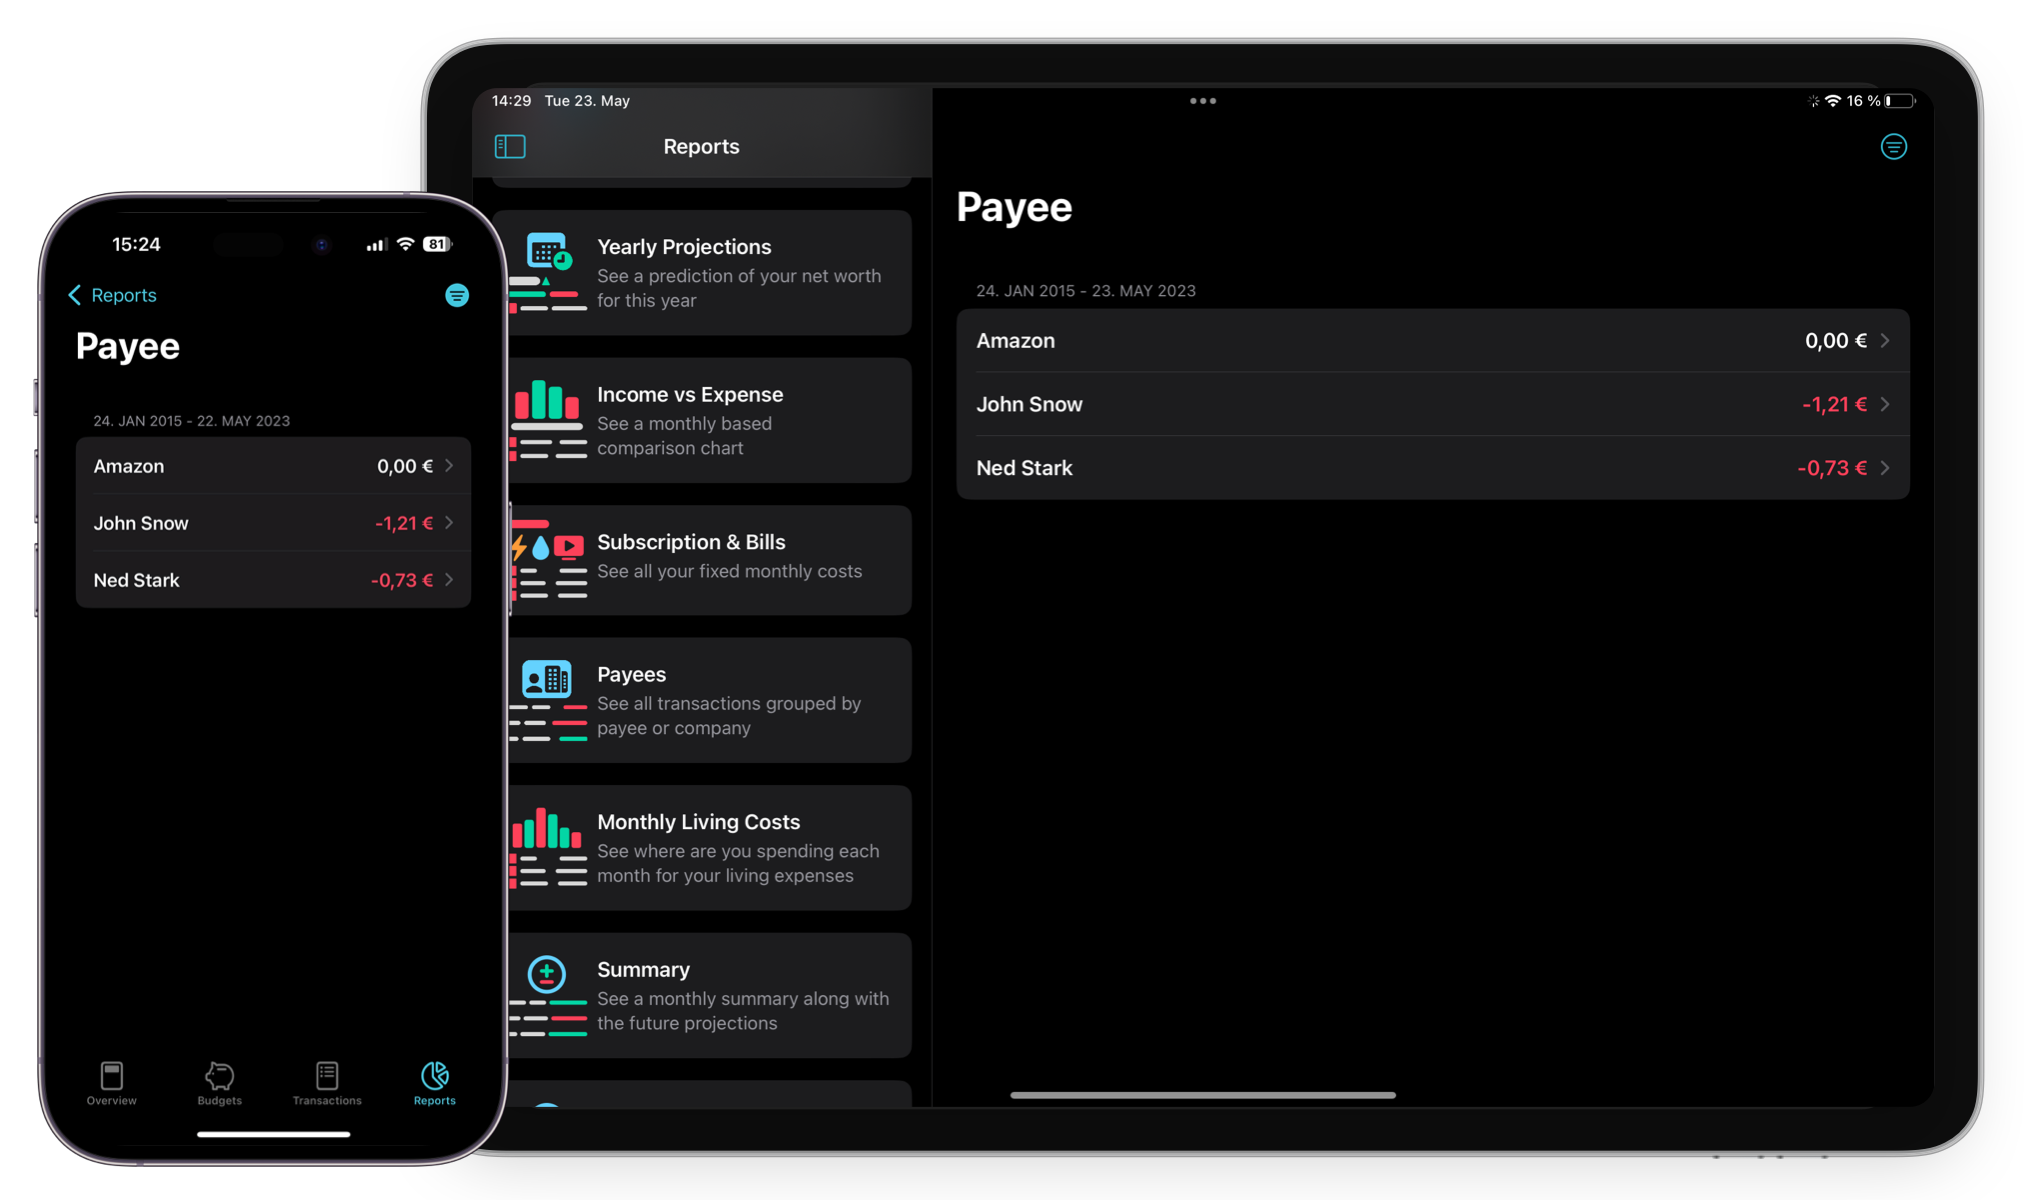 15:24
81
Reports
Payee
24. JAN 2015 - 22. MAY 2023
Amazon 0,00 €
John Snow -1,21 €
Ned Stark -0,73 €
Overview Budgets Transactions Reports
14:29 Tue 23. May
16 %
Reports
Yearly Projections
See a prediction of your net worth
for this year
Income vs Expense
See a monthly based
comparison chart
Subscription & Bills
See all your fixed monthly costs
Payees
See all transactions grouped by
payee or company
Monthly Living Costs
See where are you spending each
month for your living expenses
Summary
See a monthly summary along with
the future projections
Payee
24. JAN 2015 - 23. MAY 2023
Amazon 0,00 €
John Snow -1,21 €
Ned Stark -0,73 €